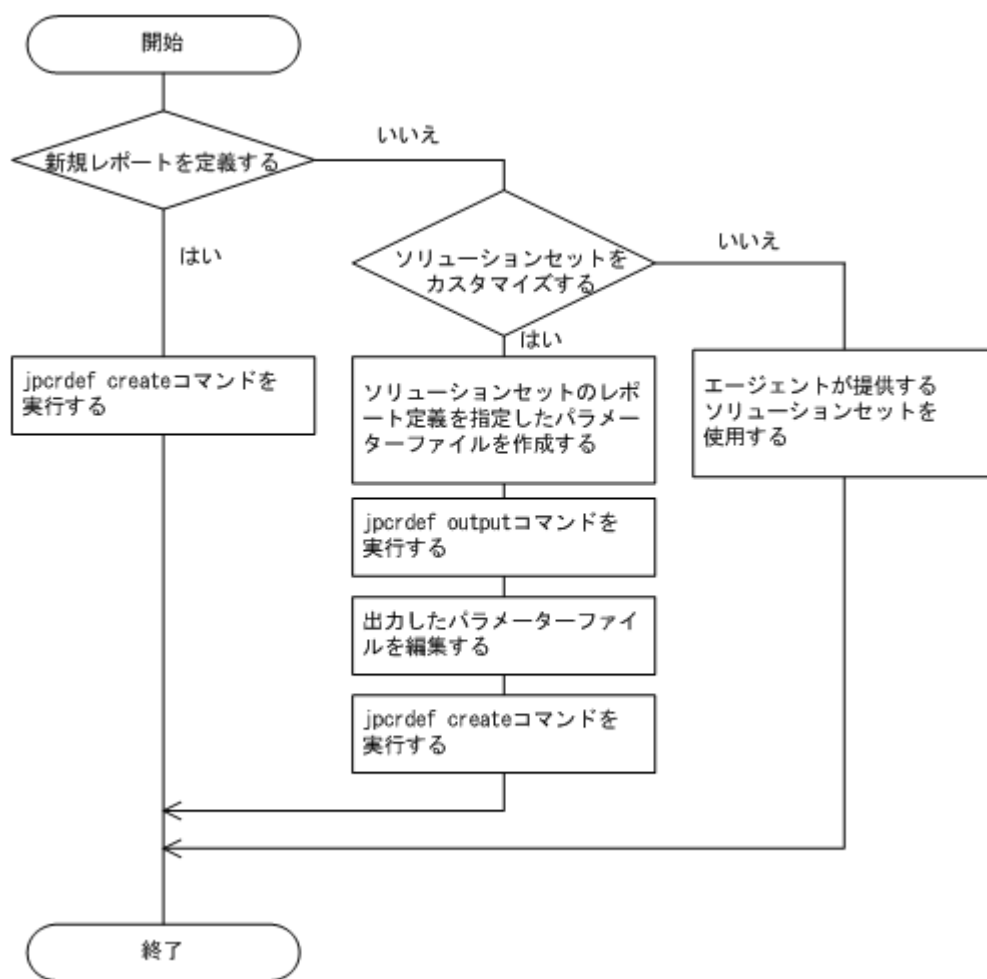 開始
新規レポートを定義する
いいえ
はい
ソリューションセットを
カスタマイズする
いいえ
はい
jpcrdef createコマンドを
実行する
ソリューションセットのレ
ポート定義を指定したパラメ
ーターファイルを作成する
エージェントが提供する
ソリューションセットを
使用する
jpcrdef outputコマンドを
実行する
出力したパラメーターファイ
ルを編集する
jpcrdef createコマンドを
実行する
終了